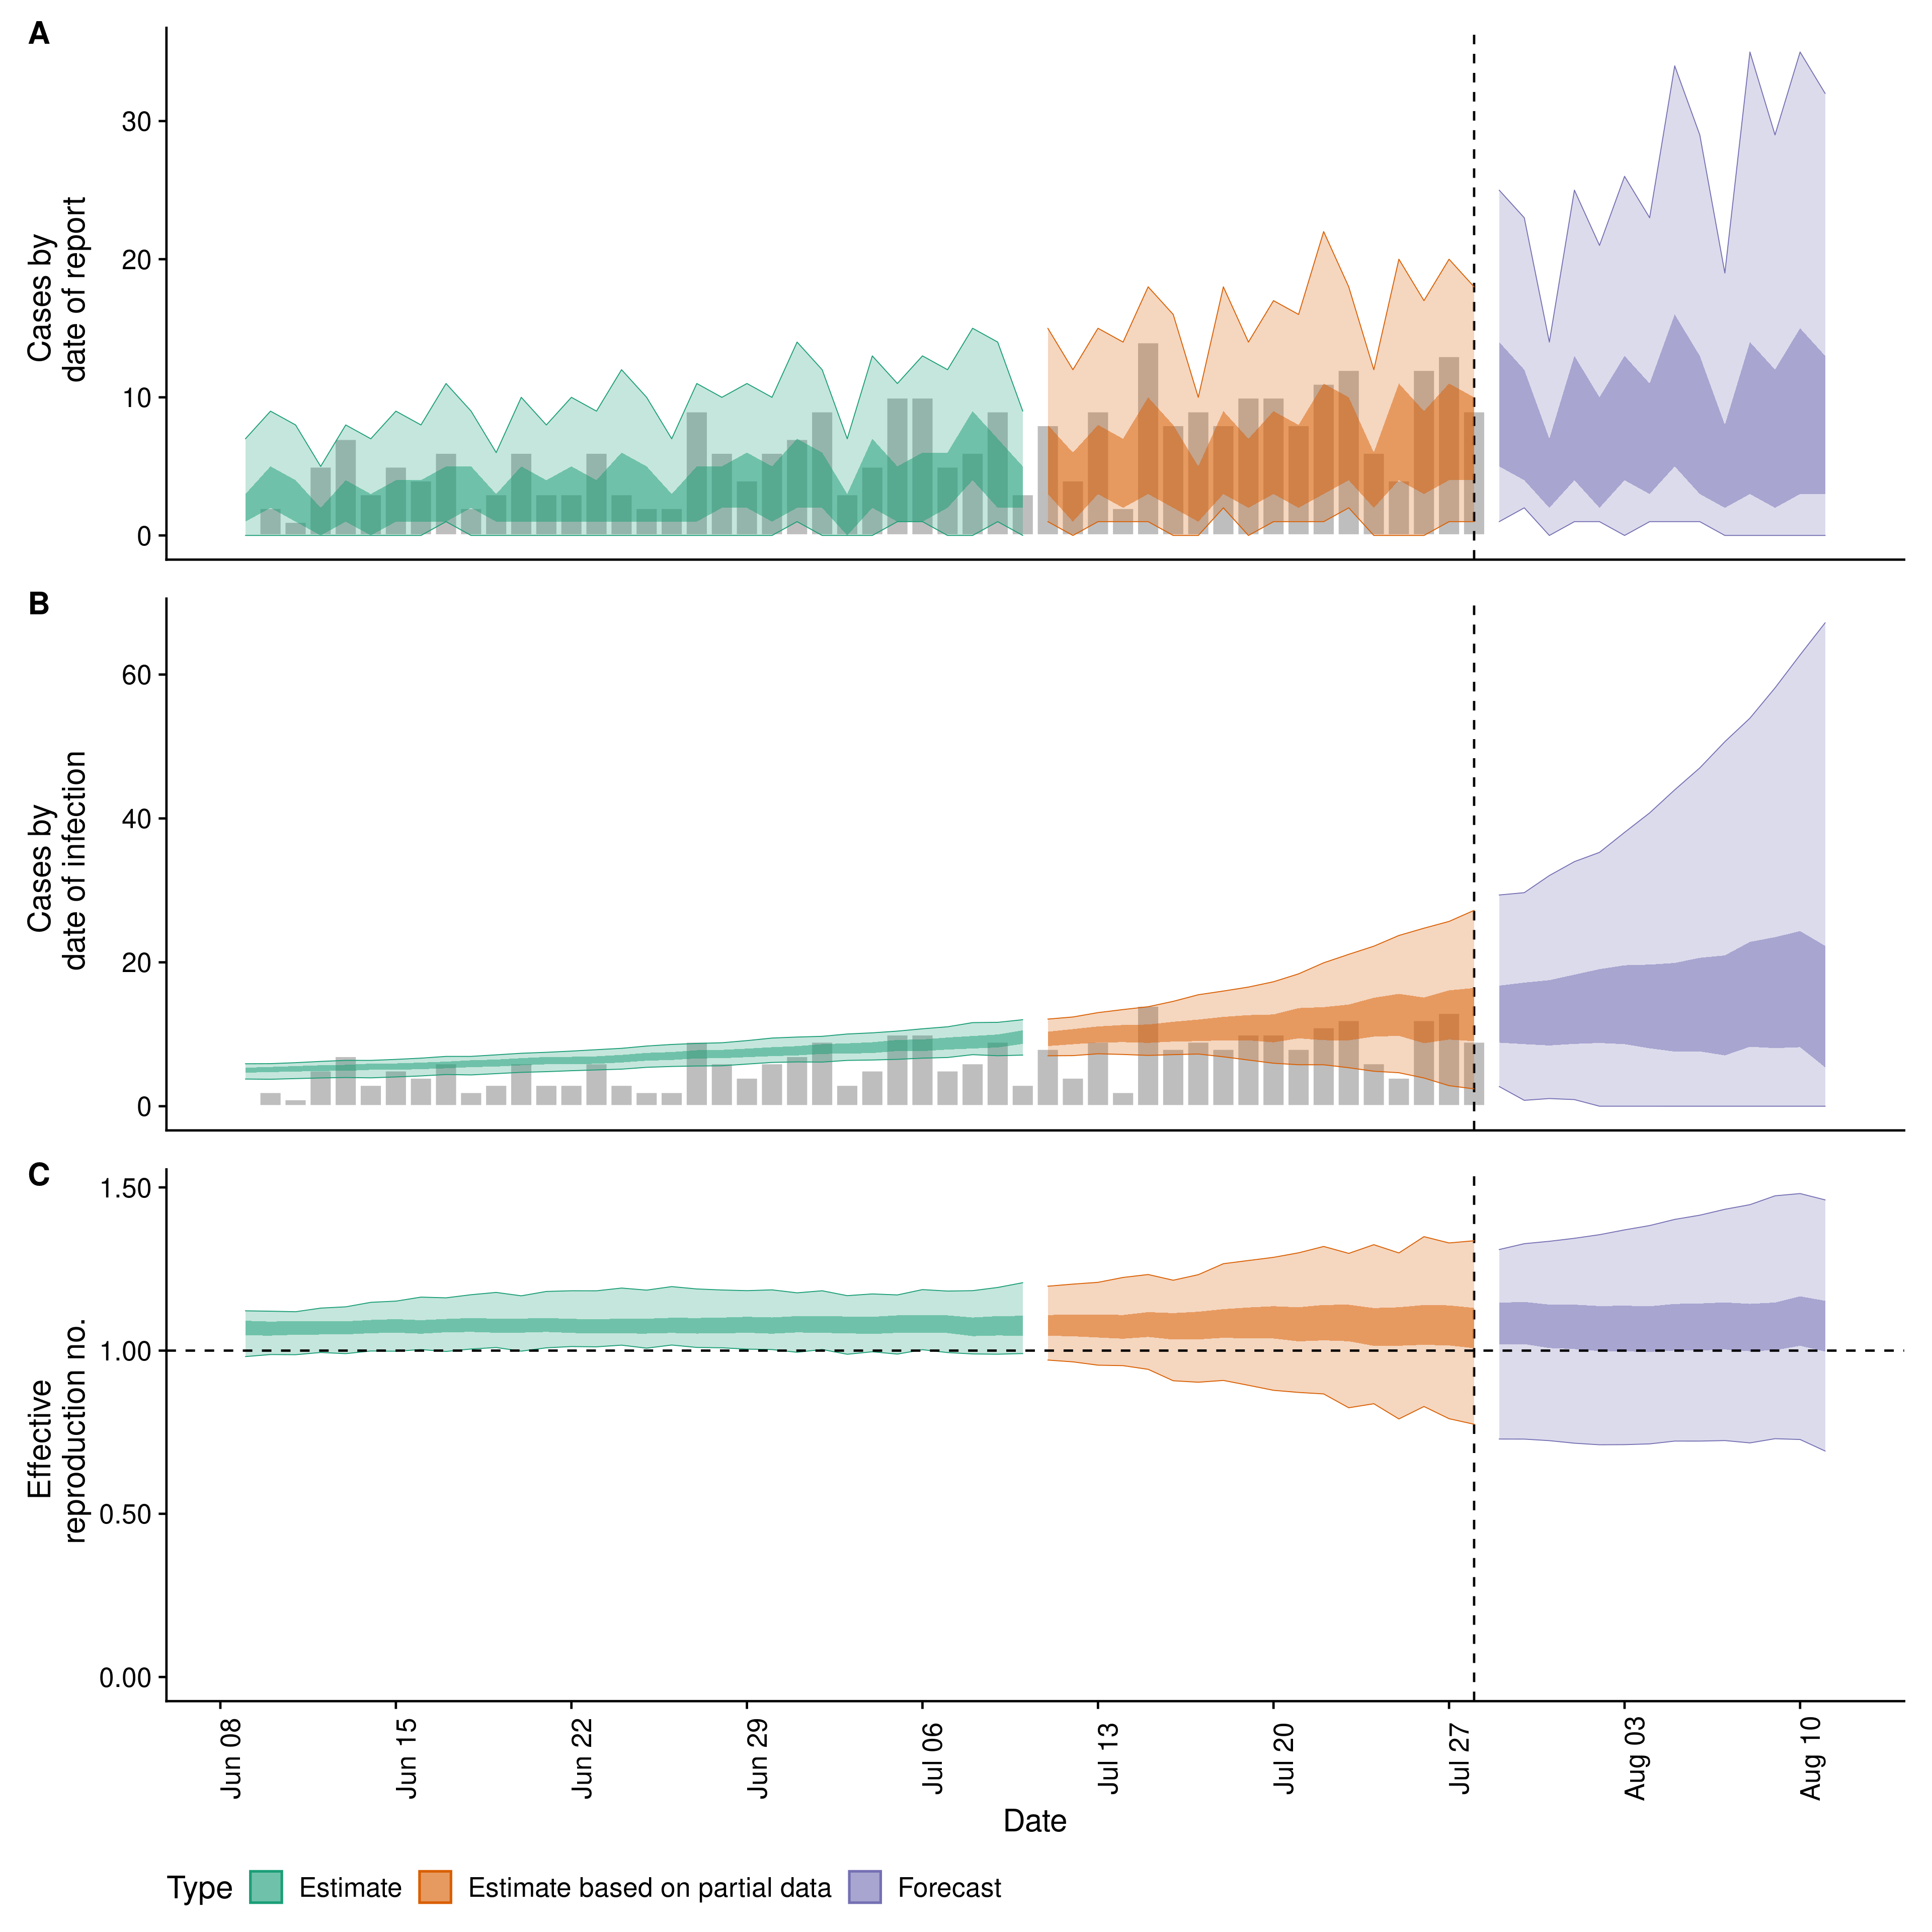 A
Cases by
date of report
30
20
10
0
B
Cases by
date of infection
60
40
20
0
C
Effective
reproduction no.
1.50
1.00
0.50
0.00
Jun 08
Jun 15
Jun 22
Jun 29
Jul 06
Jul 13
Jul 20
Jul 27
Aug 03
Aug 10
Date
Type Estimate Estimate based on partial data Forecast